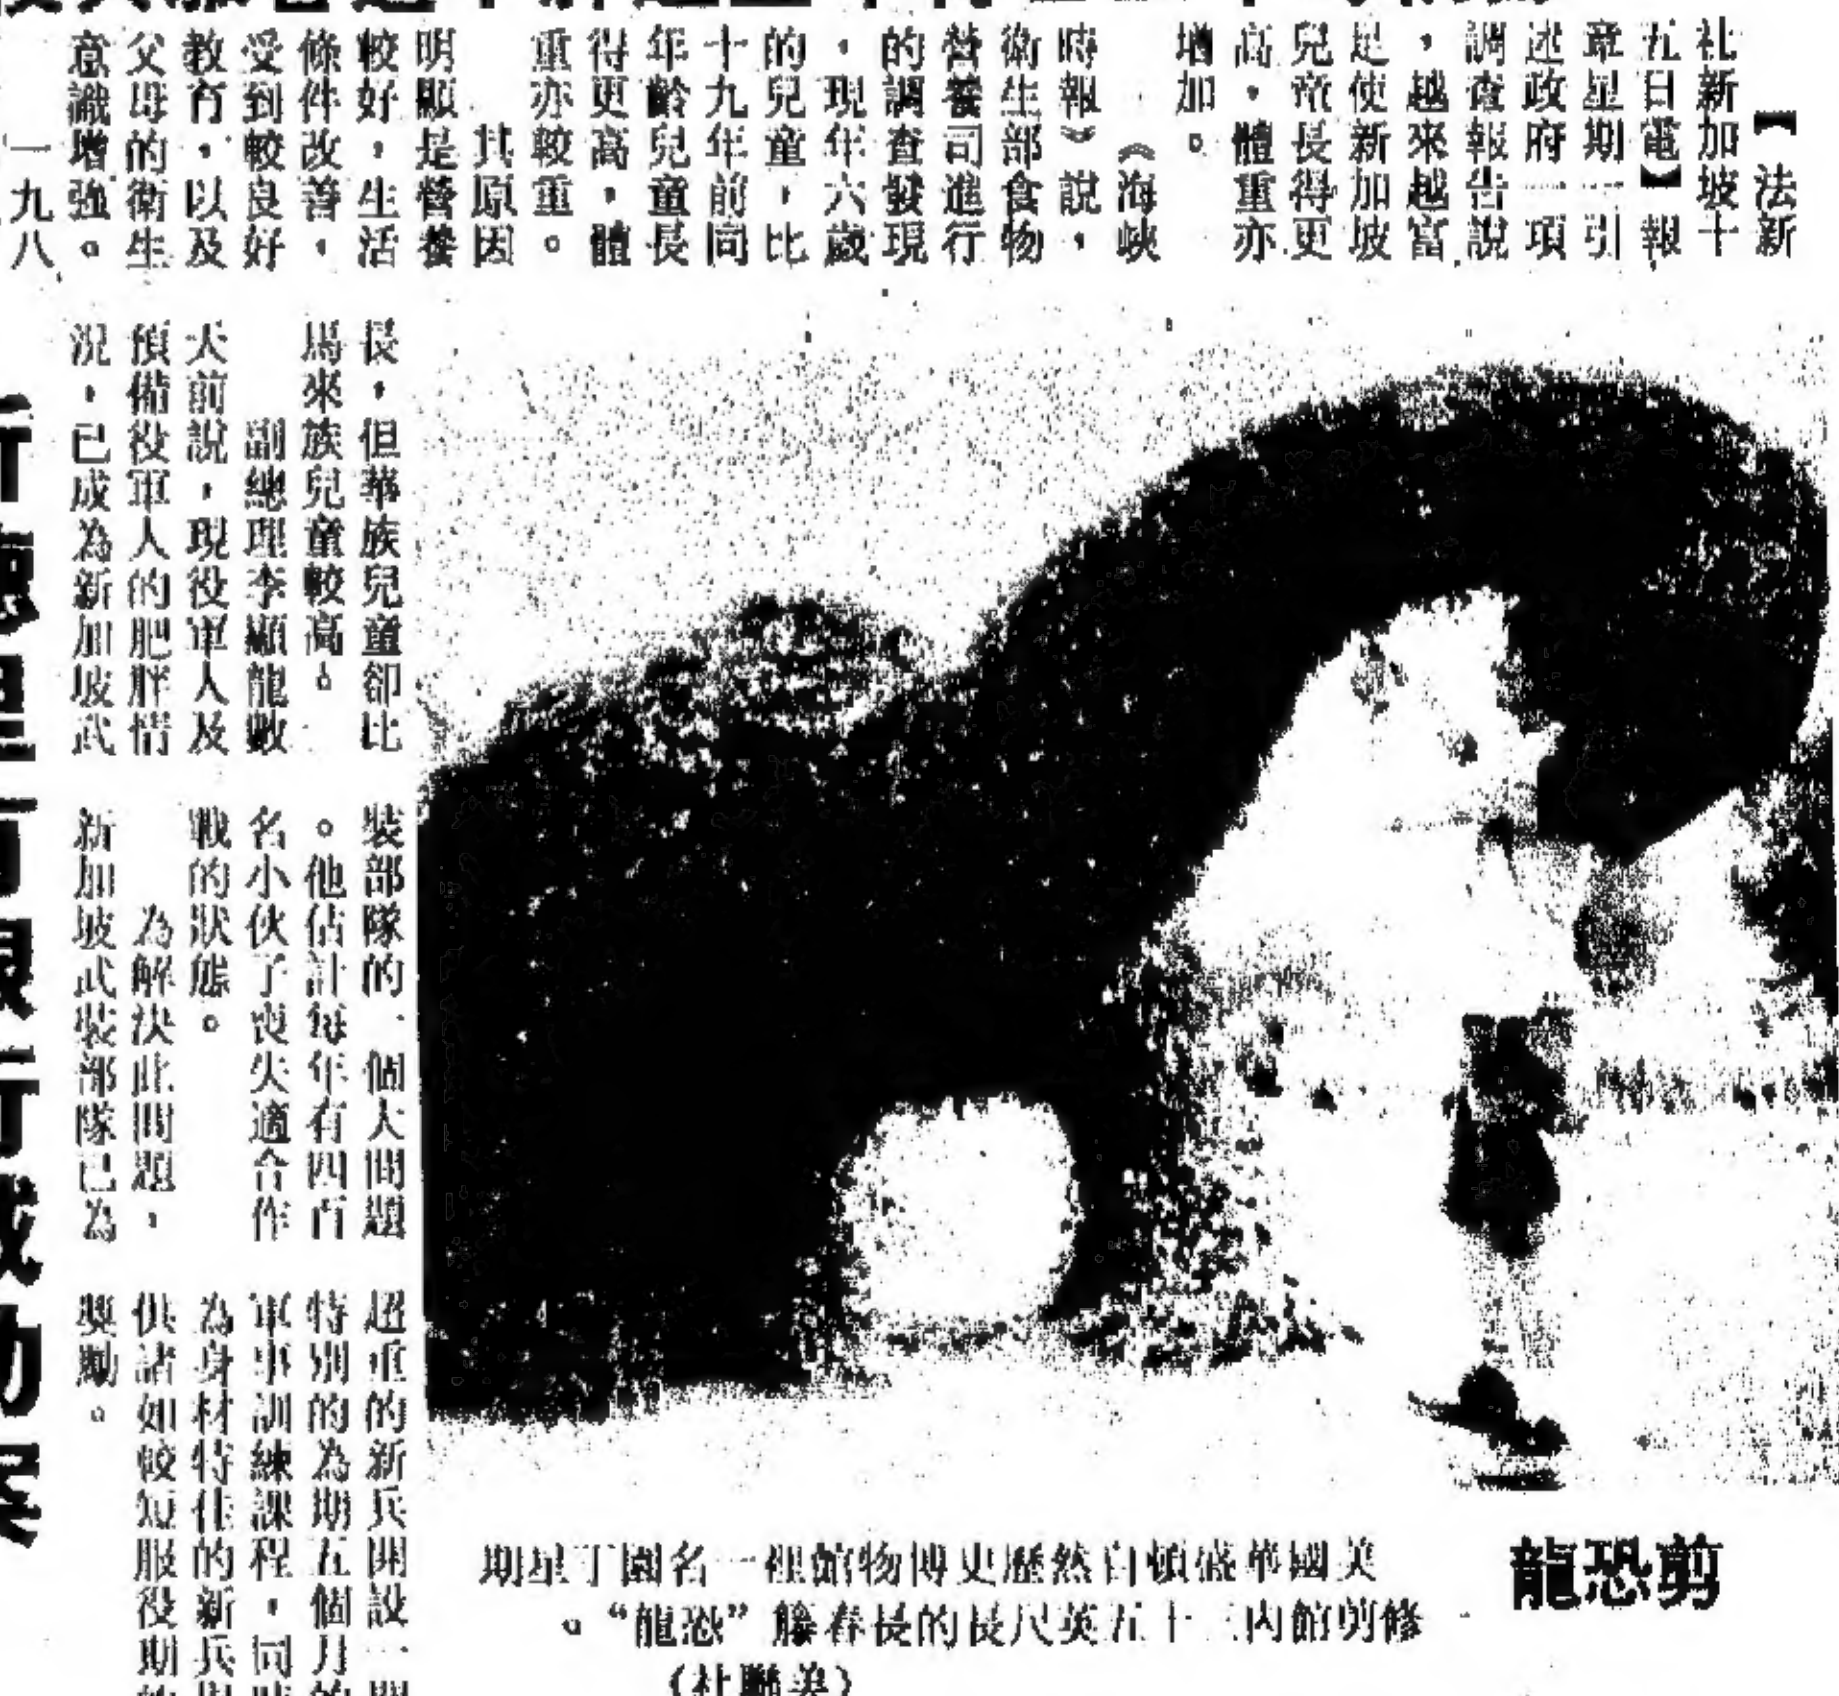 【法新
社新加坡十
五日電】報
章星期一引
述政府一項
調查報告說
，越來越富
足使新加坡
兒童長得更
高，體重亦
增加。
《海峽
時報》說，
衛生部食物
營養司進行
的調查發現
，現年六歲
的兒童，比
十九年前同
年齡兒童長
得更高，體
重亦較重。
其原因
明顯是營養
較好，生活
條件改善，
受到較良好
教育，以及
父母的衛生
意識增強。
一九八
長，但華族兒童卻比
馬來族兒童較高。
副總理李顯龍數
天前說，現役軍人及
預備役軍人的肥胖情
況，已成為新加坡武
裝部隊的一個大問題
。他估計每年有四百
名小伙子喪失適合作
戰的狀態。
為解決此問題，
新加坡武裝部隊已為
超重的新兵開設一
特別的為期五個月
軍事訓練課程，同
為身材特佳的新兵
供諸如較短服役期
獎勵。
剪恐龍
美國華盛頓自然歷史博物館裡一名園丁星期
修剪館內三十五英尺長的長春藤“恐龍”。
（美聯社）